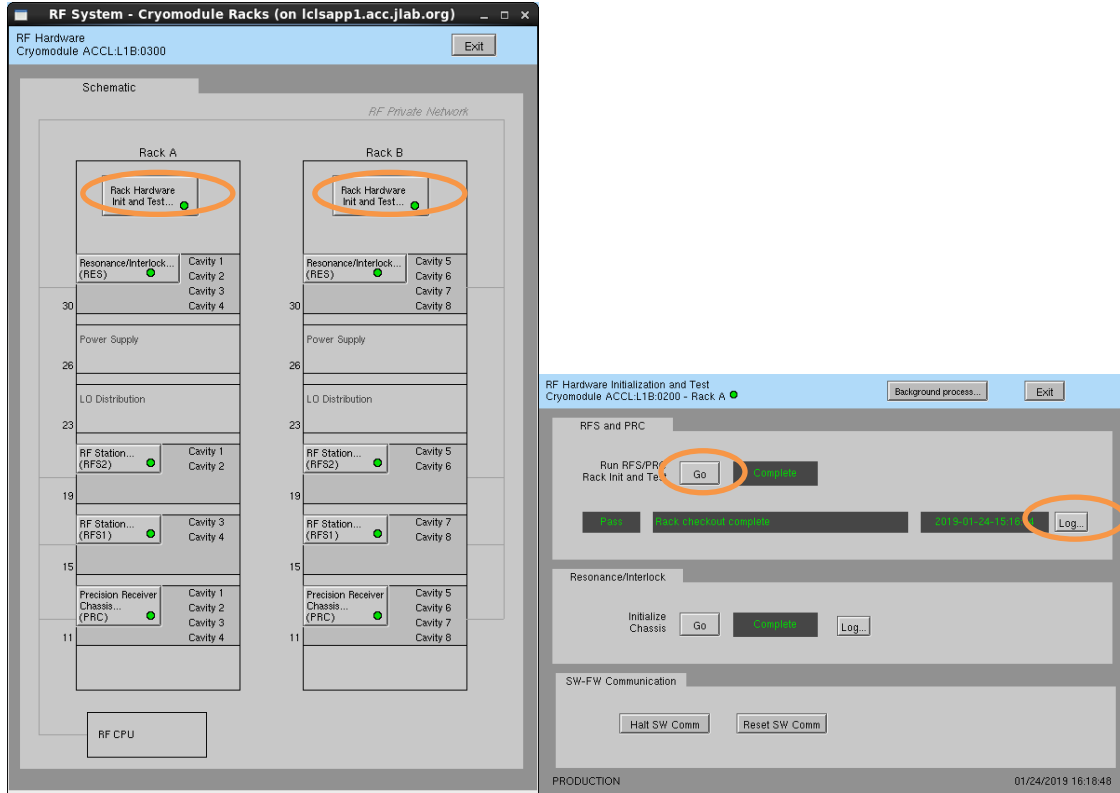 RF System - Cryomodule Racks (on lclsapp1.acc.jlab.org)
RF Hardware
Cryomodule ACCL:L1B:0300
Exit
Schematic
RF Private Network
Rack A
Rack Hardware
Init and Test...
Resonance/Interlock...
(RES)
Cavity 1
Cavity 2
Cavity 3
Cavity 4
30
Power Supply
26
LO Distribution
23
RF Station...
(RFS2)
Cavity 1
Cavity 2
19
RF Station...
(RFS1)
Cavity 3
Cavity 4
15
Precision Receiver
Chassis...
(PRC)
Cavity 1
Cavity 2
Cavity 3
Cavity 4
11
RF CPU
Rack B
Rack Hardware
Init and Test...
Resonance/Interlock...
(RES)
Cavity 5
Cavity 6
Cavity 7
Cavity 8
30
Power Supply
26
LO Distribution
23
RF Station...
(RFS2)
Cavity 5
Cavity 6
19
RF Station...
(RFS1)
Cavity 7
Cavity 8
15
Precision Receiver
Chassis...
(PRC)
Cavity 5
Cavity 6
Cavity 7
Cavity 8
11
RF Hardware Initialization and Test
Cryomodule ACCL:L1B:0200 - Rack A
Background process...
Exit
RFS and PRC
Run RFS/PRC
Rack Init and Test
Go
Complete
Pass
Rack checkout complete
Log...
Resonance/Interlock
Initialize
Chassis
Go
Complete
Log...
SW-FW Communication
Halt SW Comm
Reset SW Comm
PRODUCTION
01/24/2019 16:18:48